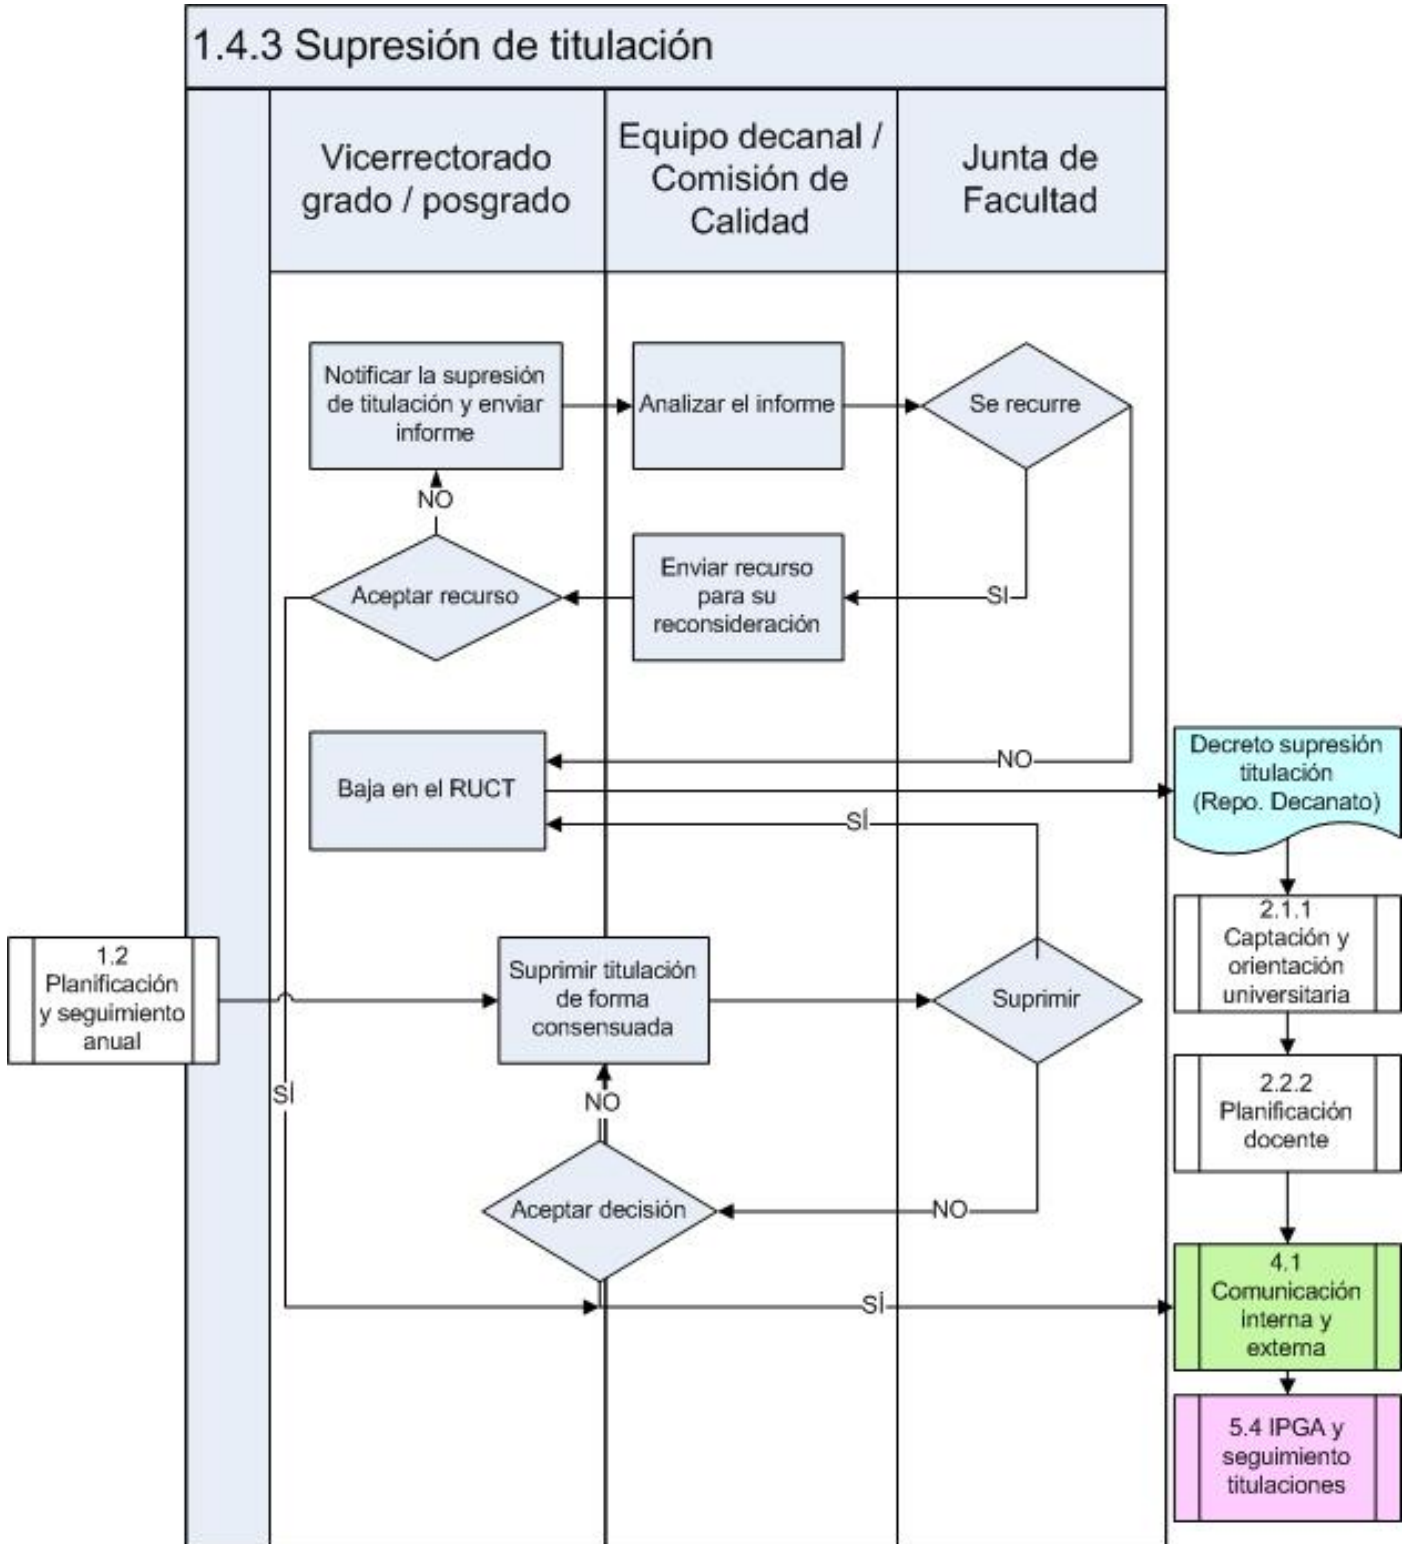 1.4.3 Supresión de titulación
Vicerrectorado
grado / posgrado
Equipo decanal /
Comisión de
Calidad
Junta de
Facultad
Notificar la supresión
de titulación y enviar
informe
Analizar el informe
Se recurre
NO
Aceptar recurso
Enviar recurso
para su
reconsideración
SI
Baja en el RUCT
NO
SÍ
Decreto supresión
titulación
(Repo. Decanato)
1.2
Planificación
y seguimiento
anual
Suprimir titulación
de forma
consensuada
Suprimir
2.1.1
Captación y
orientación
universitaria
SÍ
NO
2.2.2
Planificación
docente
Aceptar decisión
NO
SÍ
4.1
Comunicación
interna y
externa
5.4 IPGA y
seguimiento
titulaciones